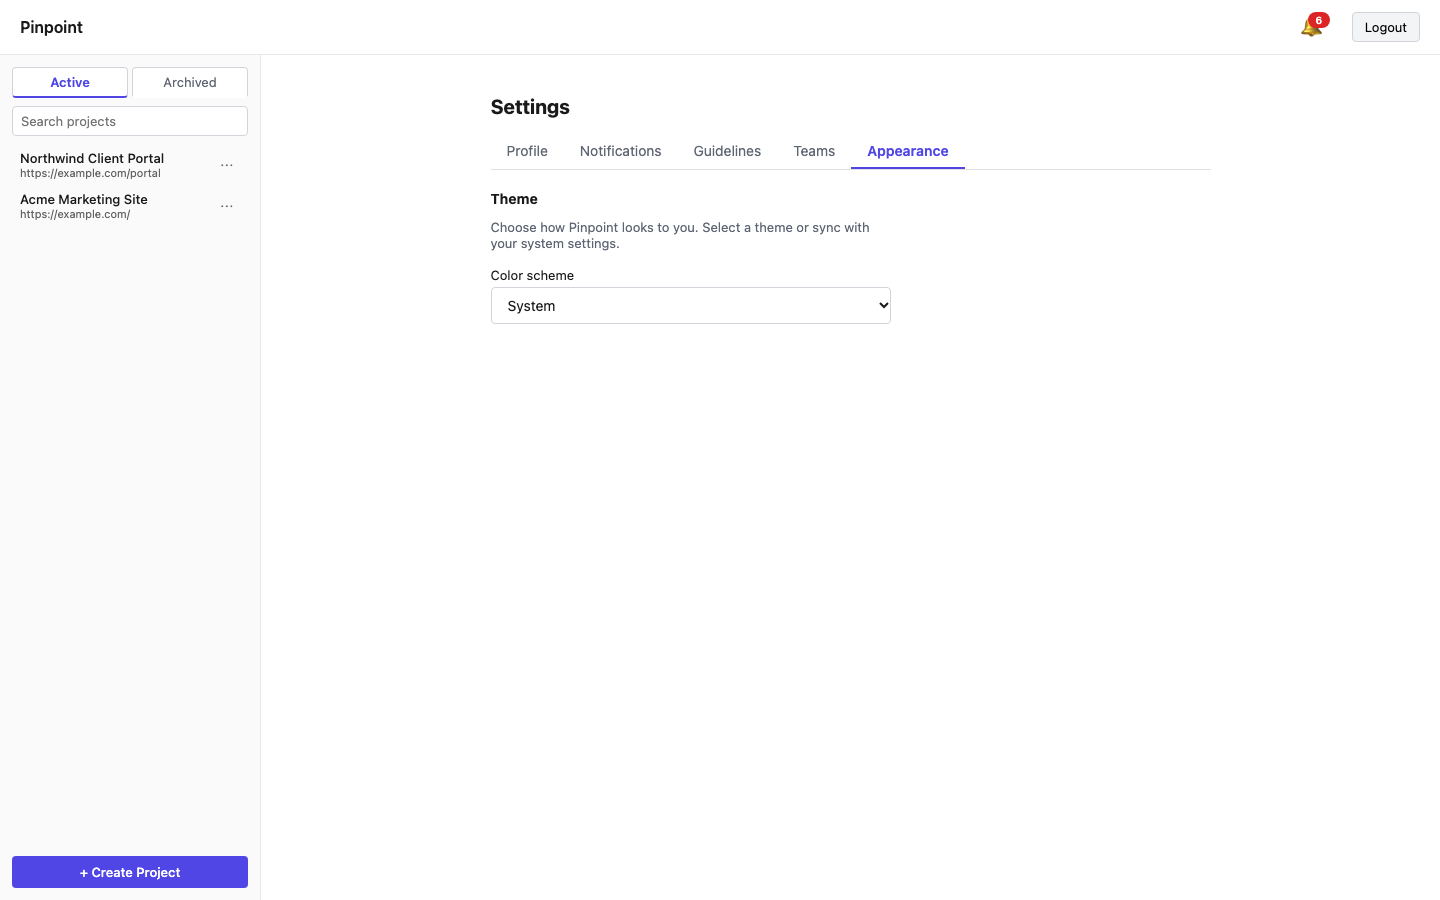 Pinpoint
6
Logout
Active
Archived
Search projects
Northwind Client Portal
https://example.com/portal
...
Acme Marketing Site
https://example.com/
...
+ Create Project
Settings
Profile
Notifications
Guidelines
Teams
Appearance
Theme
Choose how Pinpoint looks to you. Select a theme or sync with
your system settings.
Color scheme
System